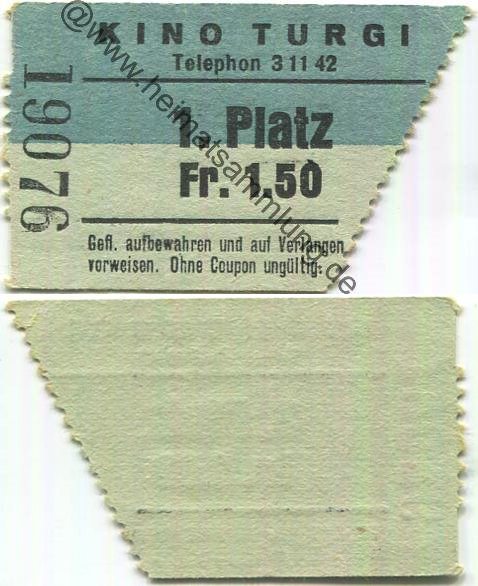 KINO TURGI
Telephon 3 11 42
1. Platz
Fr. 1,50
Gefl. aufbewahren und auf Verlangen
vorweisen. Ohne Coupon ungültig.
19076
@www.heimatsammlung.de